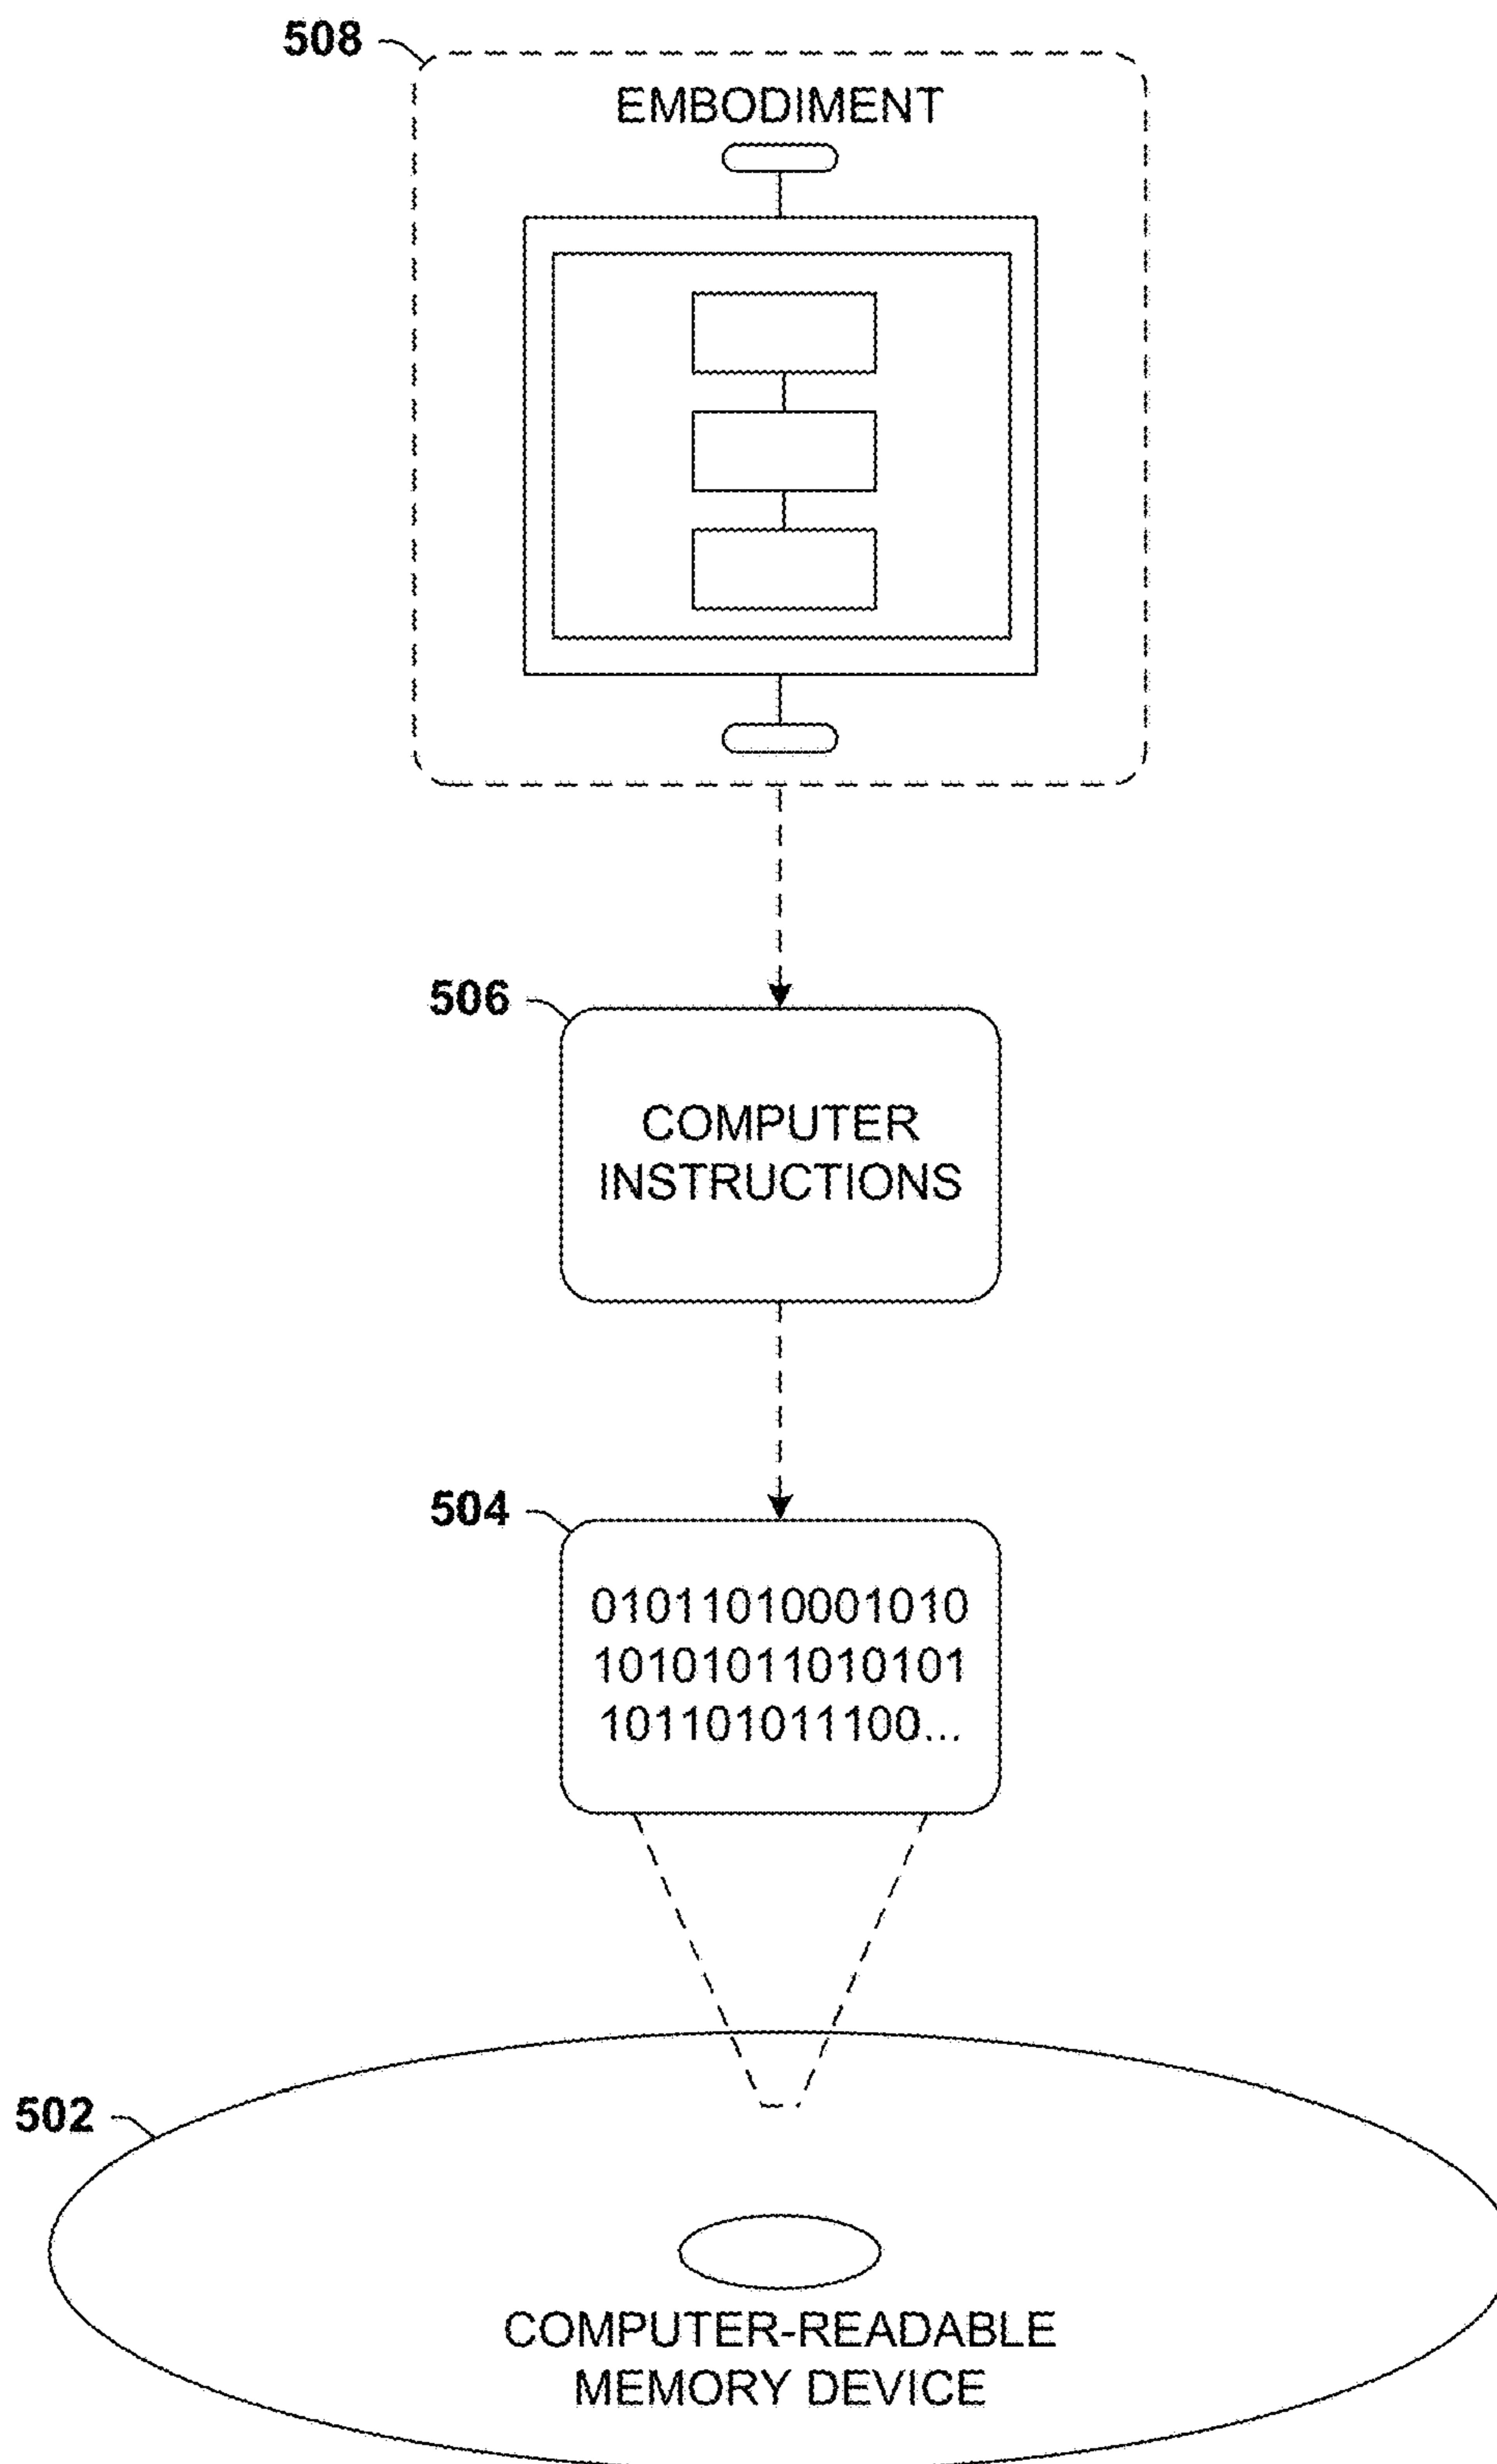 508
EMBODIMENT
506
COMPUTER
INSTRUCTIONS
504
01011010001010
10101011010101
101101011100...
502
COMPUTER-READABLE
MEMORY DEVICE